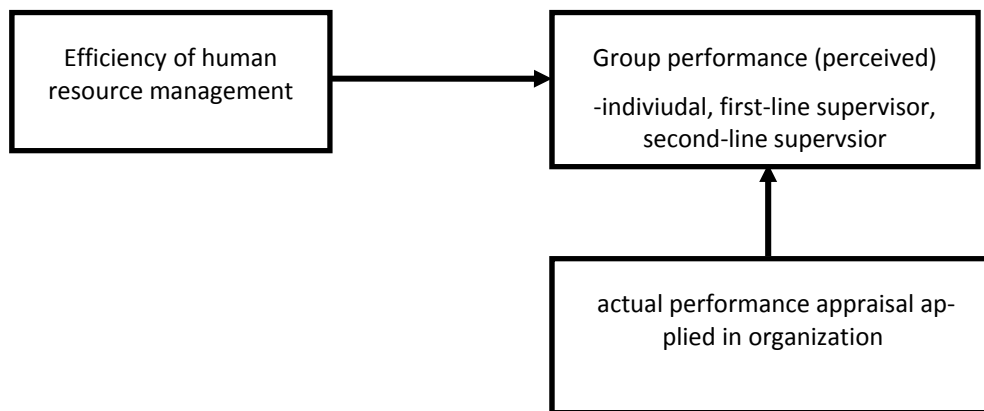 Efficiency of human
resource management
Group performance (perceived)
-indiviudal, first-line supervisor,
second-line supervsior
actual performance appraisal ap-
plied in organization